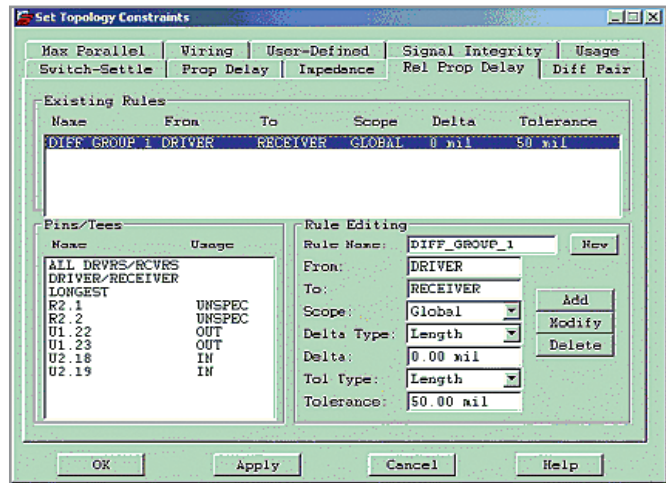 Set Topology Constraints
Max Parallel Wiring User-Defined Signal Integrity Usage
Switch-Settle Prop Delay Impedance Rel Prop Delay Diff Pair
Existing Rules
Name From To Scope Delta Tolerance
DIFF_GROUP_1 DRIVER RECEIVER GLOBAL 0 mil 50 mil
Pins/Tees
Name Usage
ALL DRVRS/RCVRS
DRIVER/RECEIVER
LONGEST
R2.1 UNSPEC
R2.2 UNSPEC
U1.22 OUT
U1.23 OUT
U2.18 IN
U2.19 IN
Rule Editing
Rule Name: DIFF_GROUP_1 New
From: DRIVER
To: RECEIVER
Scope: Global
Delta Type: Length
Delta: 0.00 mil
Tol Type: Length
Tolerance: 50.00 mil
Add
Modify
Delete
OK Apply Cancel Help